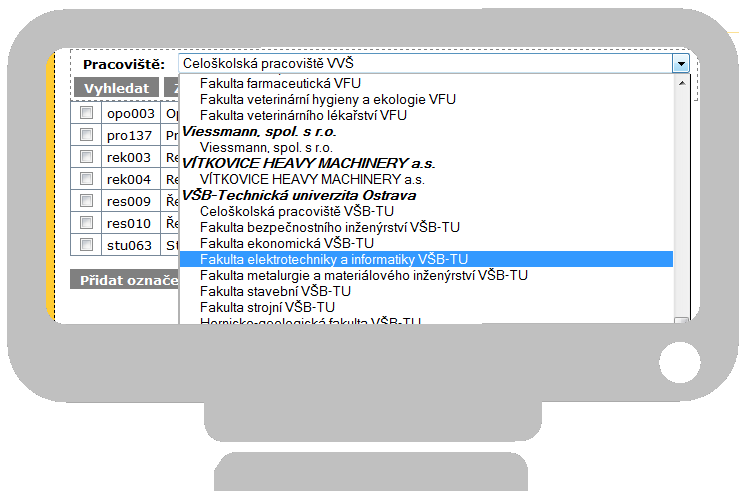 Pracoviště: Celoškolská pracoviště VVŠ
Vyhledat
Fakulta farmaceutická VFU
Fakulta veterinární hygieny a ekologie VFU
opo003
Fakulta veterinárního lékařství VFU
pro137 Pr
Viessmann, spol. s r.o.
rek003 Re
Viessmann, spol. s r.o.
VÍTKOVICE HEAVY MACHINERY a.s.
rek004 Re
VÍTKOVICE HEAVY MACHINERY a.s.
res009 Ře
VŠB-Technická univerzita Ostrava
Celoškolská pracoviště VŠB-TU
res010 Ře
Fakulta bezpečnostního inženýrství VŠB-TU
stu063 St
Fakulta ekonomická VŠB-TU
Fakulta elektrotechniky a informatiky VŠB-TU
Přidat označe
Fakulta metalurgie a materiálového inženýrství VŠB-TU
Fakulta stavební VŠB-TU
Fakulta strojní VŠB-TU
Hornicko-geologická fakulta VŠB-TU